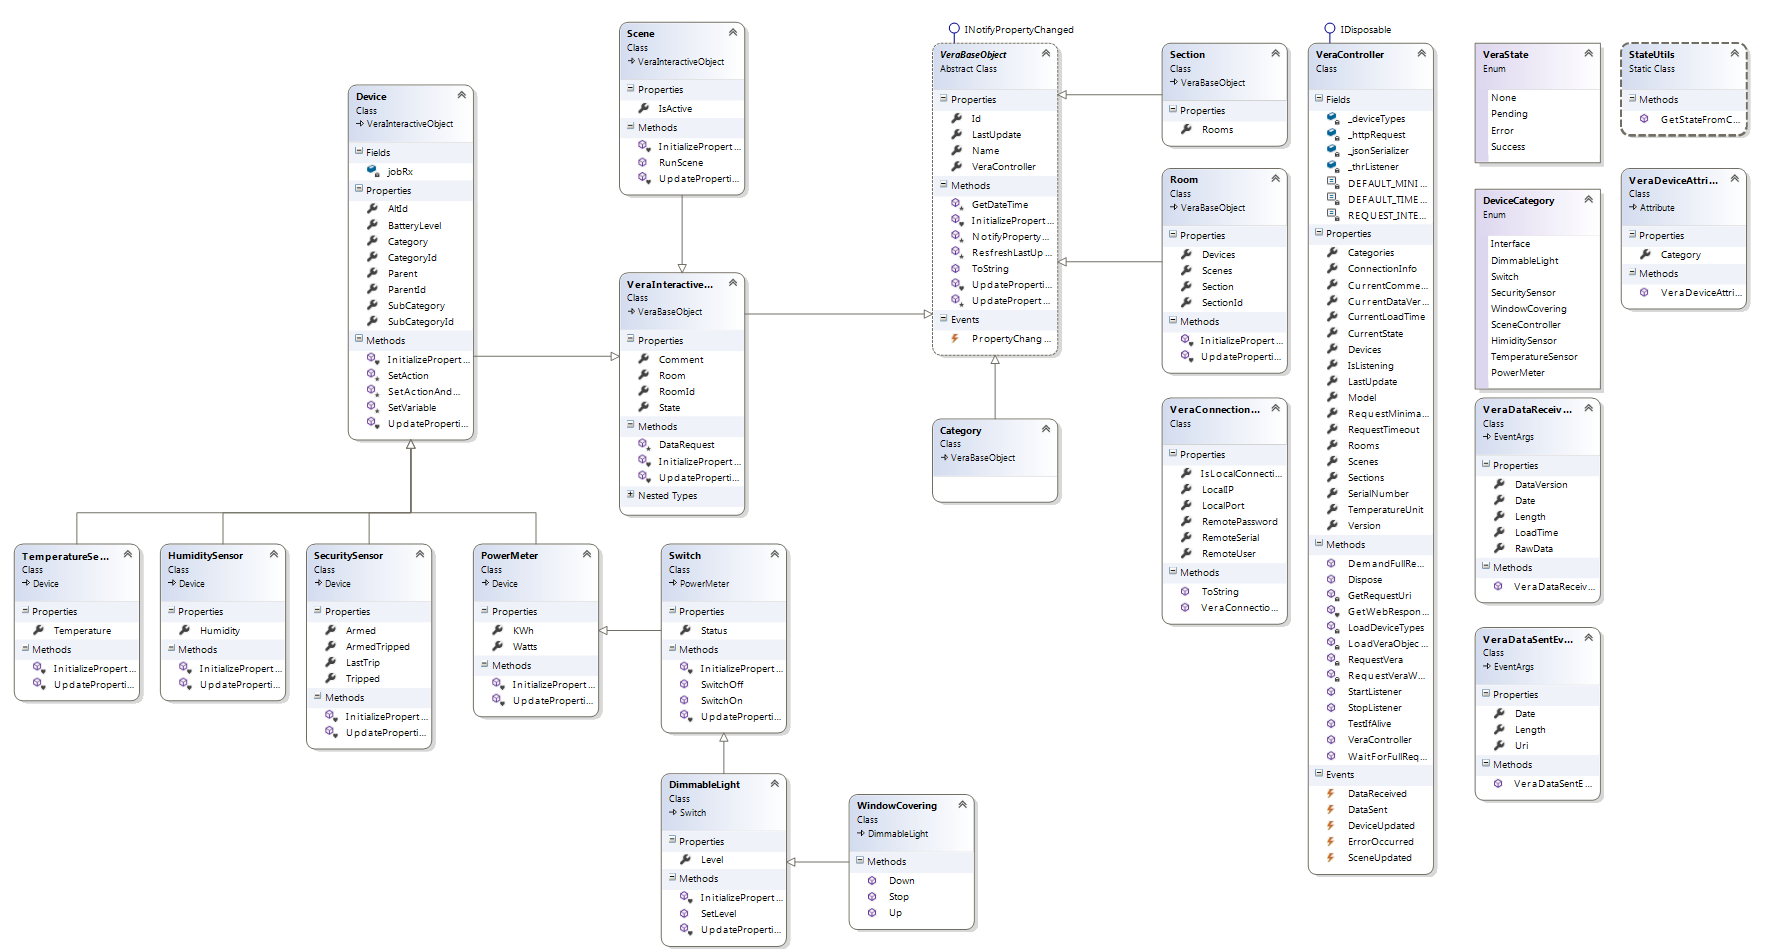 Scene
Class
VeraInteractiveObject
Properties
IsActive
Methods
InitializePropert...
RunScene
UpdateProperti...
Device
Class
VeraInteractiveObject
Fields
jobRx
Properties
AltId
BatteryLevel
Category
CategoryId
Parent
ParentId
SubCategory
SubCategoryId
Methods
InitializePropert...
SetAction
SetActionAnd...
SetVariable
UpdateProperti...
VeraInteractive...
Class
VeraBaseObject
Properties
Comment
Room
RoomId
State
Methods
DataRequest
InitializePropert...
UpdateProperti...
Nested Types
TemperatureSe...
Class
Device
Properties
Temperature
Methods
InitializePropert...
UpdateProperti...
HumiditySensor
Class
Device
Properties
Humidity
Methods
InitializePropert...
UpdateProperti...
SecuritySensor
Class
Device
Properties
Armed
ArmedTripped
LastTrip
Tripped
Methods
InitializePropert...
UpdateProperti...
PowerMeter
Class
Device
Properties
KWh
Watts
Methods
InitializePropert...
UpdateProperti...
Switch
Class
PowerMeter
Properties
Status
Methods
InitializePropert...
SwitchOff
SwitchOn
UpdateProperti...
DimmableLight
Class
Switch
Properties
Level
Methods
InitializePropert...
SetLevel
UpdateProperti...
WindowCovering
Class
DimmableLight
Methods
Down
Stop
Up
INotifyPropertyChanged
VeraBaseObject
Abstract Class
Properties
Id
LastUpdate
Name
VeraController
Methods
GetDateTime
InitializePropert...
NotifyProperty...
ResfreshLastUp...
ToString
UpdateProperti...
UpdatePropert...
Events
PropertyChang...
Category
Class
VeraBaseObject
Section
Class
VeraBaseObject
Properties
Rooms
Room
Class
VeraBaseObject
Properties
Devices
Scenes
Section
SectionId
Methods
InitializePropert...
UpdateProperti...
VeraConnection...
Class
Properties
IsLocalConnecti...
LocalIP
LocalPort
RemotePassword
RemoteSerial
RemoteUser
Methods
ToString
VeraConnectio...
IDisposable
VeraController
Class
Fields
_deviceTypes
_httpRequest
_jsonSerializer
_thrListener
DEFAULT_MINI...
DEFAULT_TIME...
REQUEST_INTE...
Properties
Categories
ConnectionInfo
CurrentComme...
CurrentDataVer...
CurrentLoadTime
CurrentState
Devices
IsListening
LastUpdate
Model
RequestMinima...
RequestTimeout
Rooms
Scenes
Sections
SerialNumber
TemperatureUnit
Version
Methods
DemandFullRe...
Dispose
GetRequestUri
GetWebRespon...
LoadDeviceTypes
LoadVeraObjec...
RequestVera
RequestVeraW...
StartListener
StopListener
TestIfAlive
VeraController
WaitForFullReq...
Events
DataReceived
DataSent
DeviceUpdated
ErrorOccurred
SceneUpdated
VeraState
Enum
None
Pending
Error
Success
DeviceCategory
Enum
Interface
DimmableLight
Switch
SecuritySensor
WindowCovering
SceneController
HimiditySensor
TemperatureSensor
PowerMeter
VeraDataReceiv...
Class
EventArgs
Properties
DataVersion
Date
Length
LoadTime
RawData
Methods
VeraDataReceiv...
VeraDataSentEv...
Class
EventArgs
Properties
Date
Length
Uri
Methods
VeraDataSentE...
StateUtils
Static Class
Methods
GetStateFromC...
VeraDeviceAttri...
Class
Attribute
Properties
Category
Methods
VeraDeviceAttri...